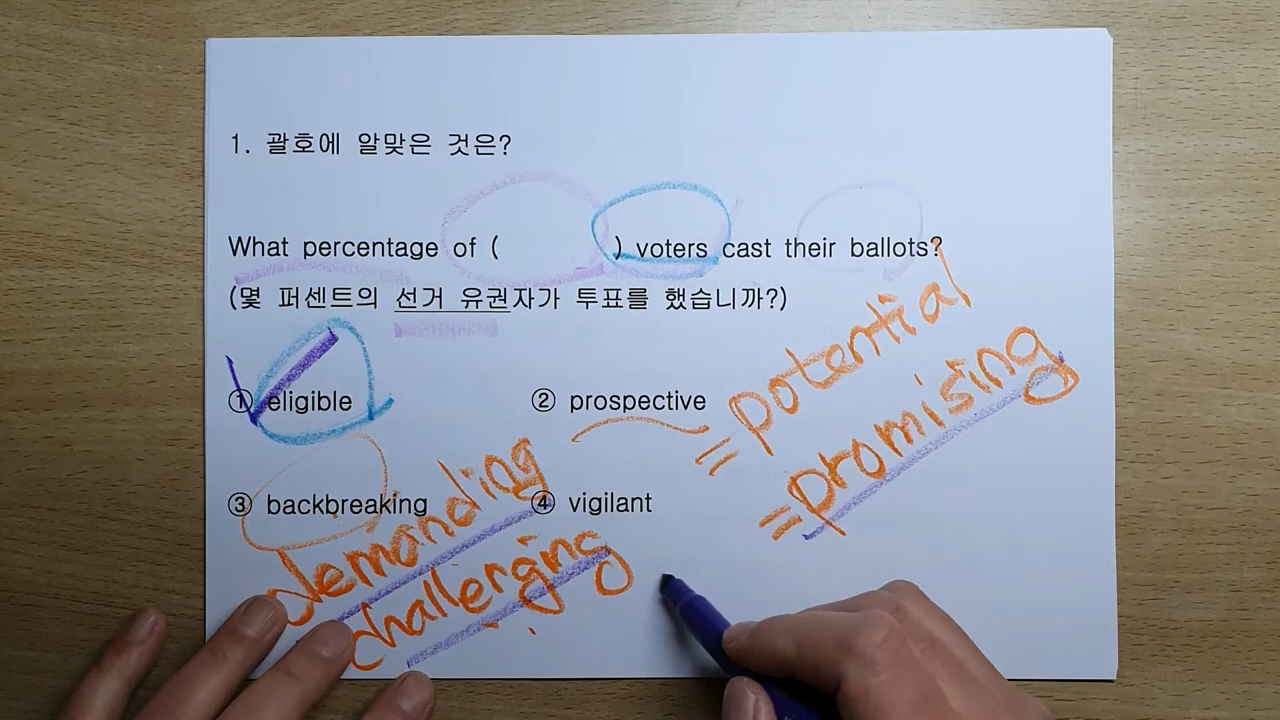 1. 괄호에 알맞은 것은?
What percentage of ( ) voters cast their ballots?
(몇 퍼센트의 선거 유권자가 투표를 했습니까?)
① eligible ② prospective
= potential
= promising
③ backbreaking ④ vigilant
demanding
challerging